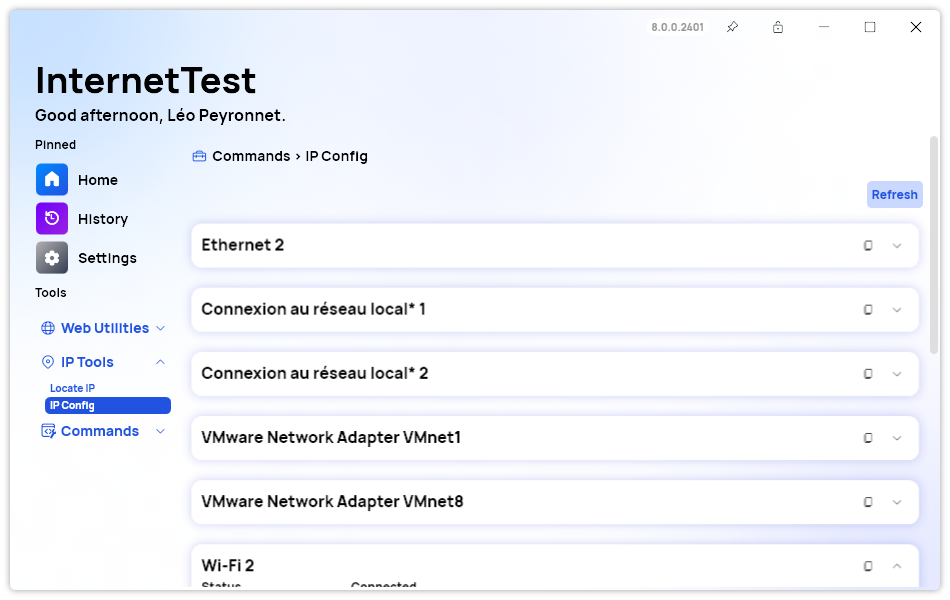 8.0.0.2401
InternetTest
Good afternoon, Léo Peyronnet.
Pinned
Home
History
Settings
Tools
Web Utilities
IP Tools
Locate IP
IP Config
Commands
Commands › IP Config
Refresh
Ethernet 2
Connexion au réseau local* 1
Connexion au réseau local* 2
VMware Network Adapter VMnet1
VMware Network Adapter VMnet8
Wi-Fi 2
Status Connected